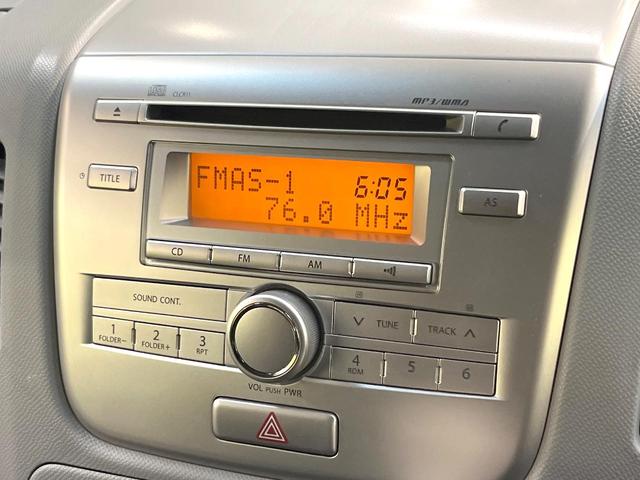 MP3/WMA
TITLE
FMAS-1 6:05
76.0 MHz
AS
CD FM AM
SOUND CONT.
TUNE TRACK
1 FOLDER-
2 FOLDER+
3 RPT
4 RDM
5
6
VOL PUSH PWR